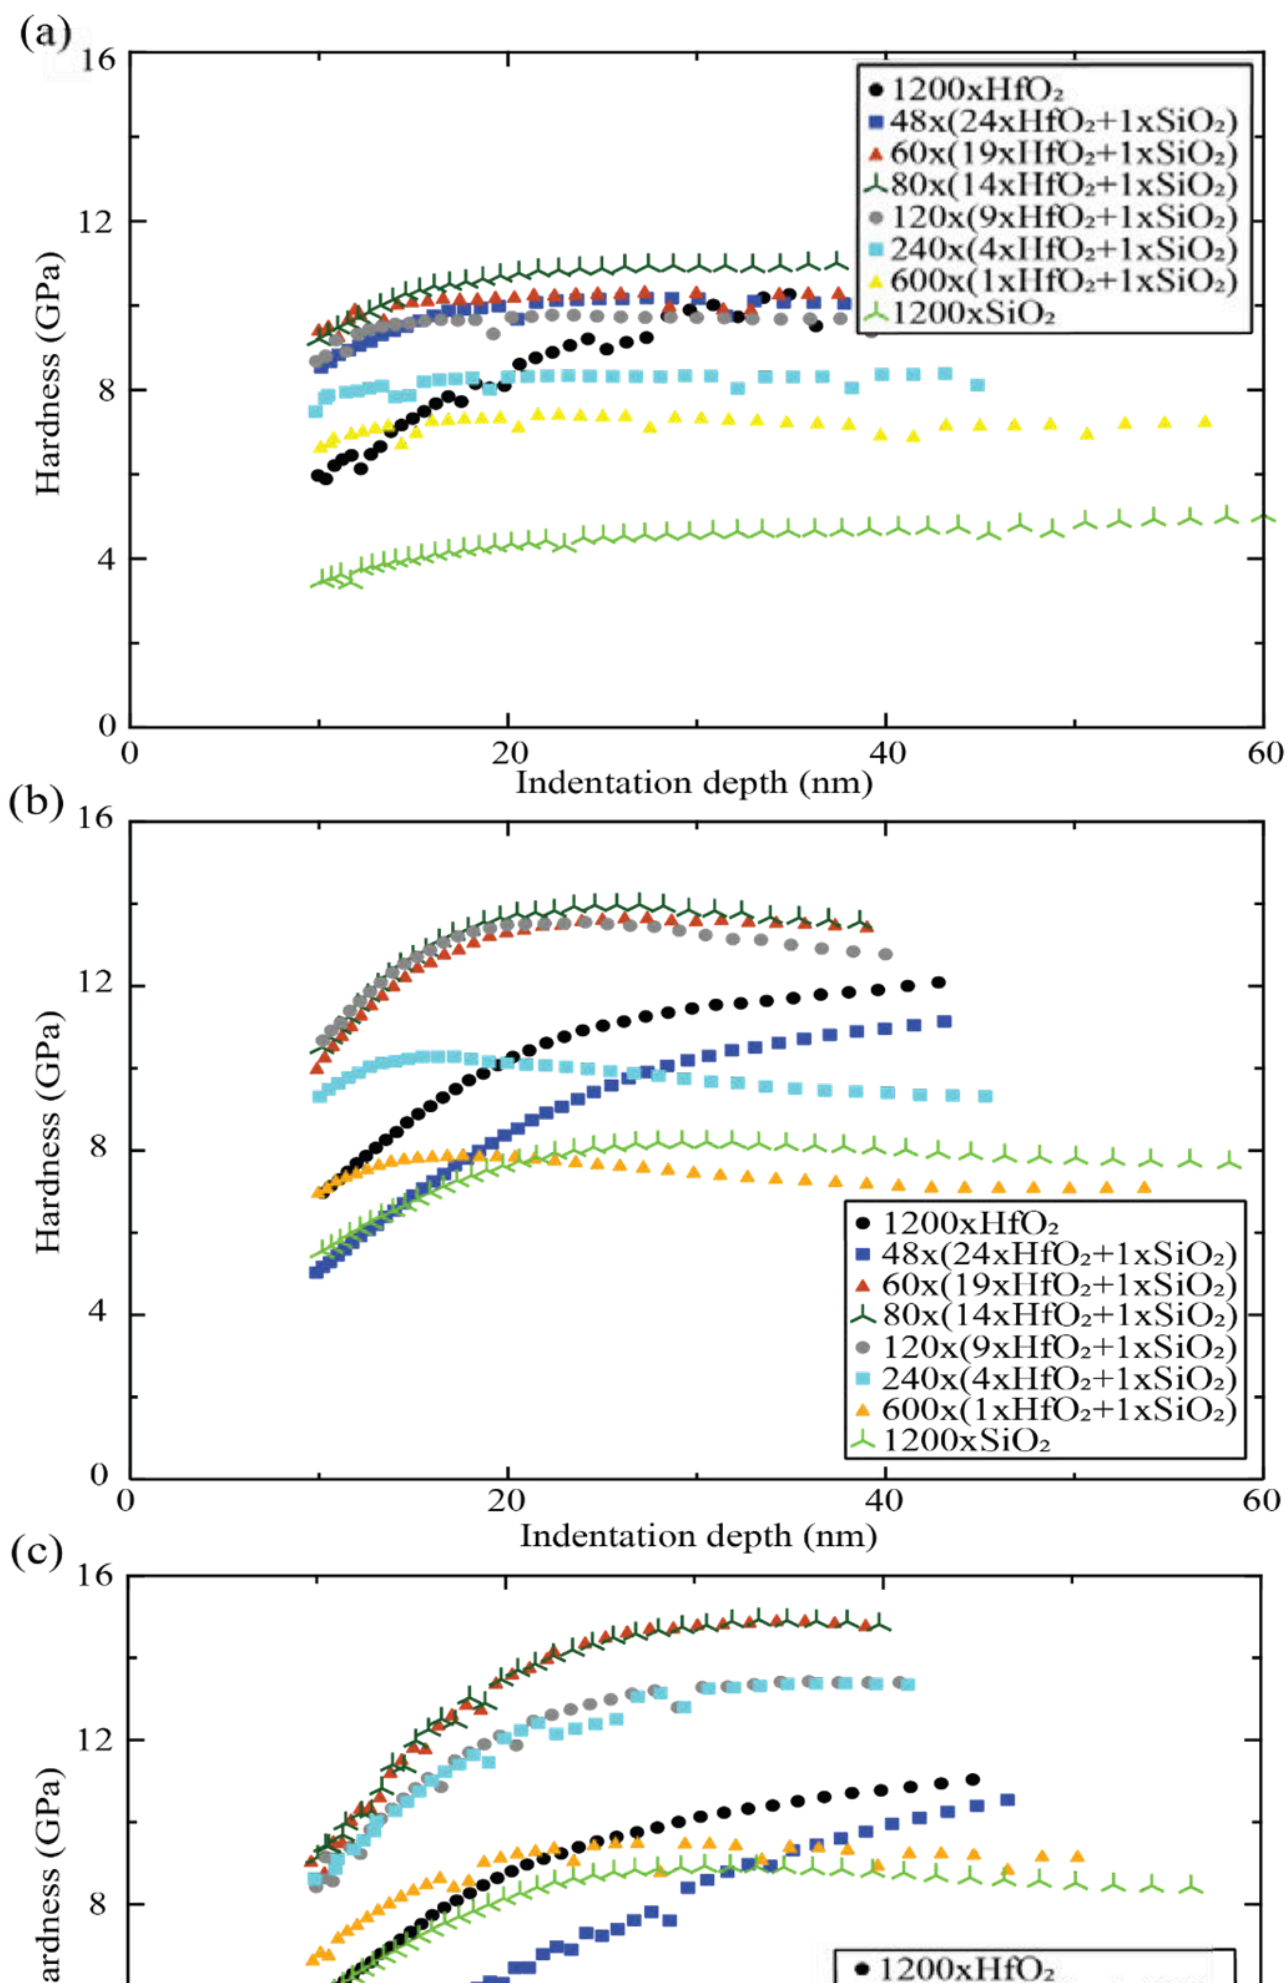 (a)
16
12
8
4
0
Hardness (GPa)
1200xHfO₂
48x(24xHfO₂+1xSiO₂)
60x(19xHfO₂+1xSiO₂)
80x(14xHfO₂+1xSiO₂)
120x(9xHfO₂+1xSiO₂)
240x(4xHfO₂+1xSiO₂)
600x(1xHfO₂+1xSiO₂)
1200xSiO₂
0 20 40 60
Indentation depth (nm)
(b)
16
12
8
4
0
Hardness (GPa)
1200xHfO₂
48x(24xHfO₂+1xSiO₂)
60x(19xHfO₂+1xSiO₂)
80x(14xHfO₂+1xSiO₂)
120x(9xHfO₂+1xSiO₂)
240x(4xHfO₂+1xSiO₂)
600x(1xHfO₂+1xSiO₂)
1200xSiO₂
0 20 40 60
Indentation depth (nm)
(c)
16
12
8
ardness (GPa)
1200xHfO₂